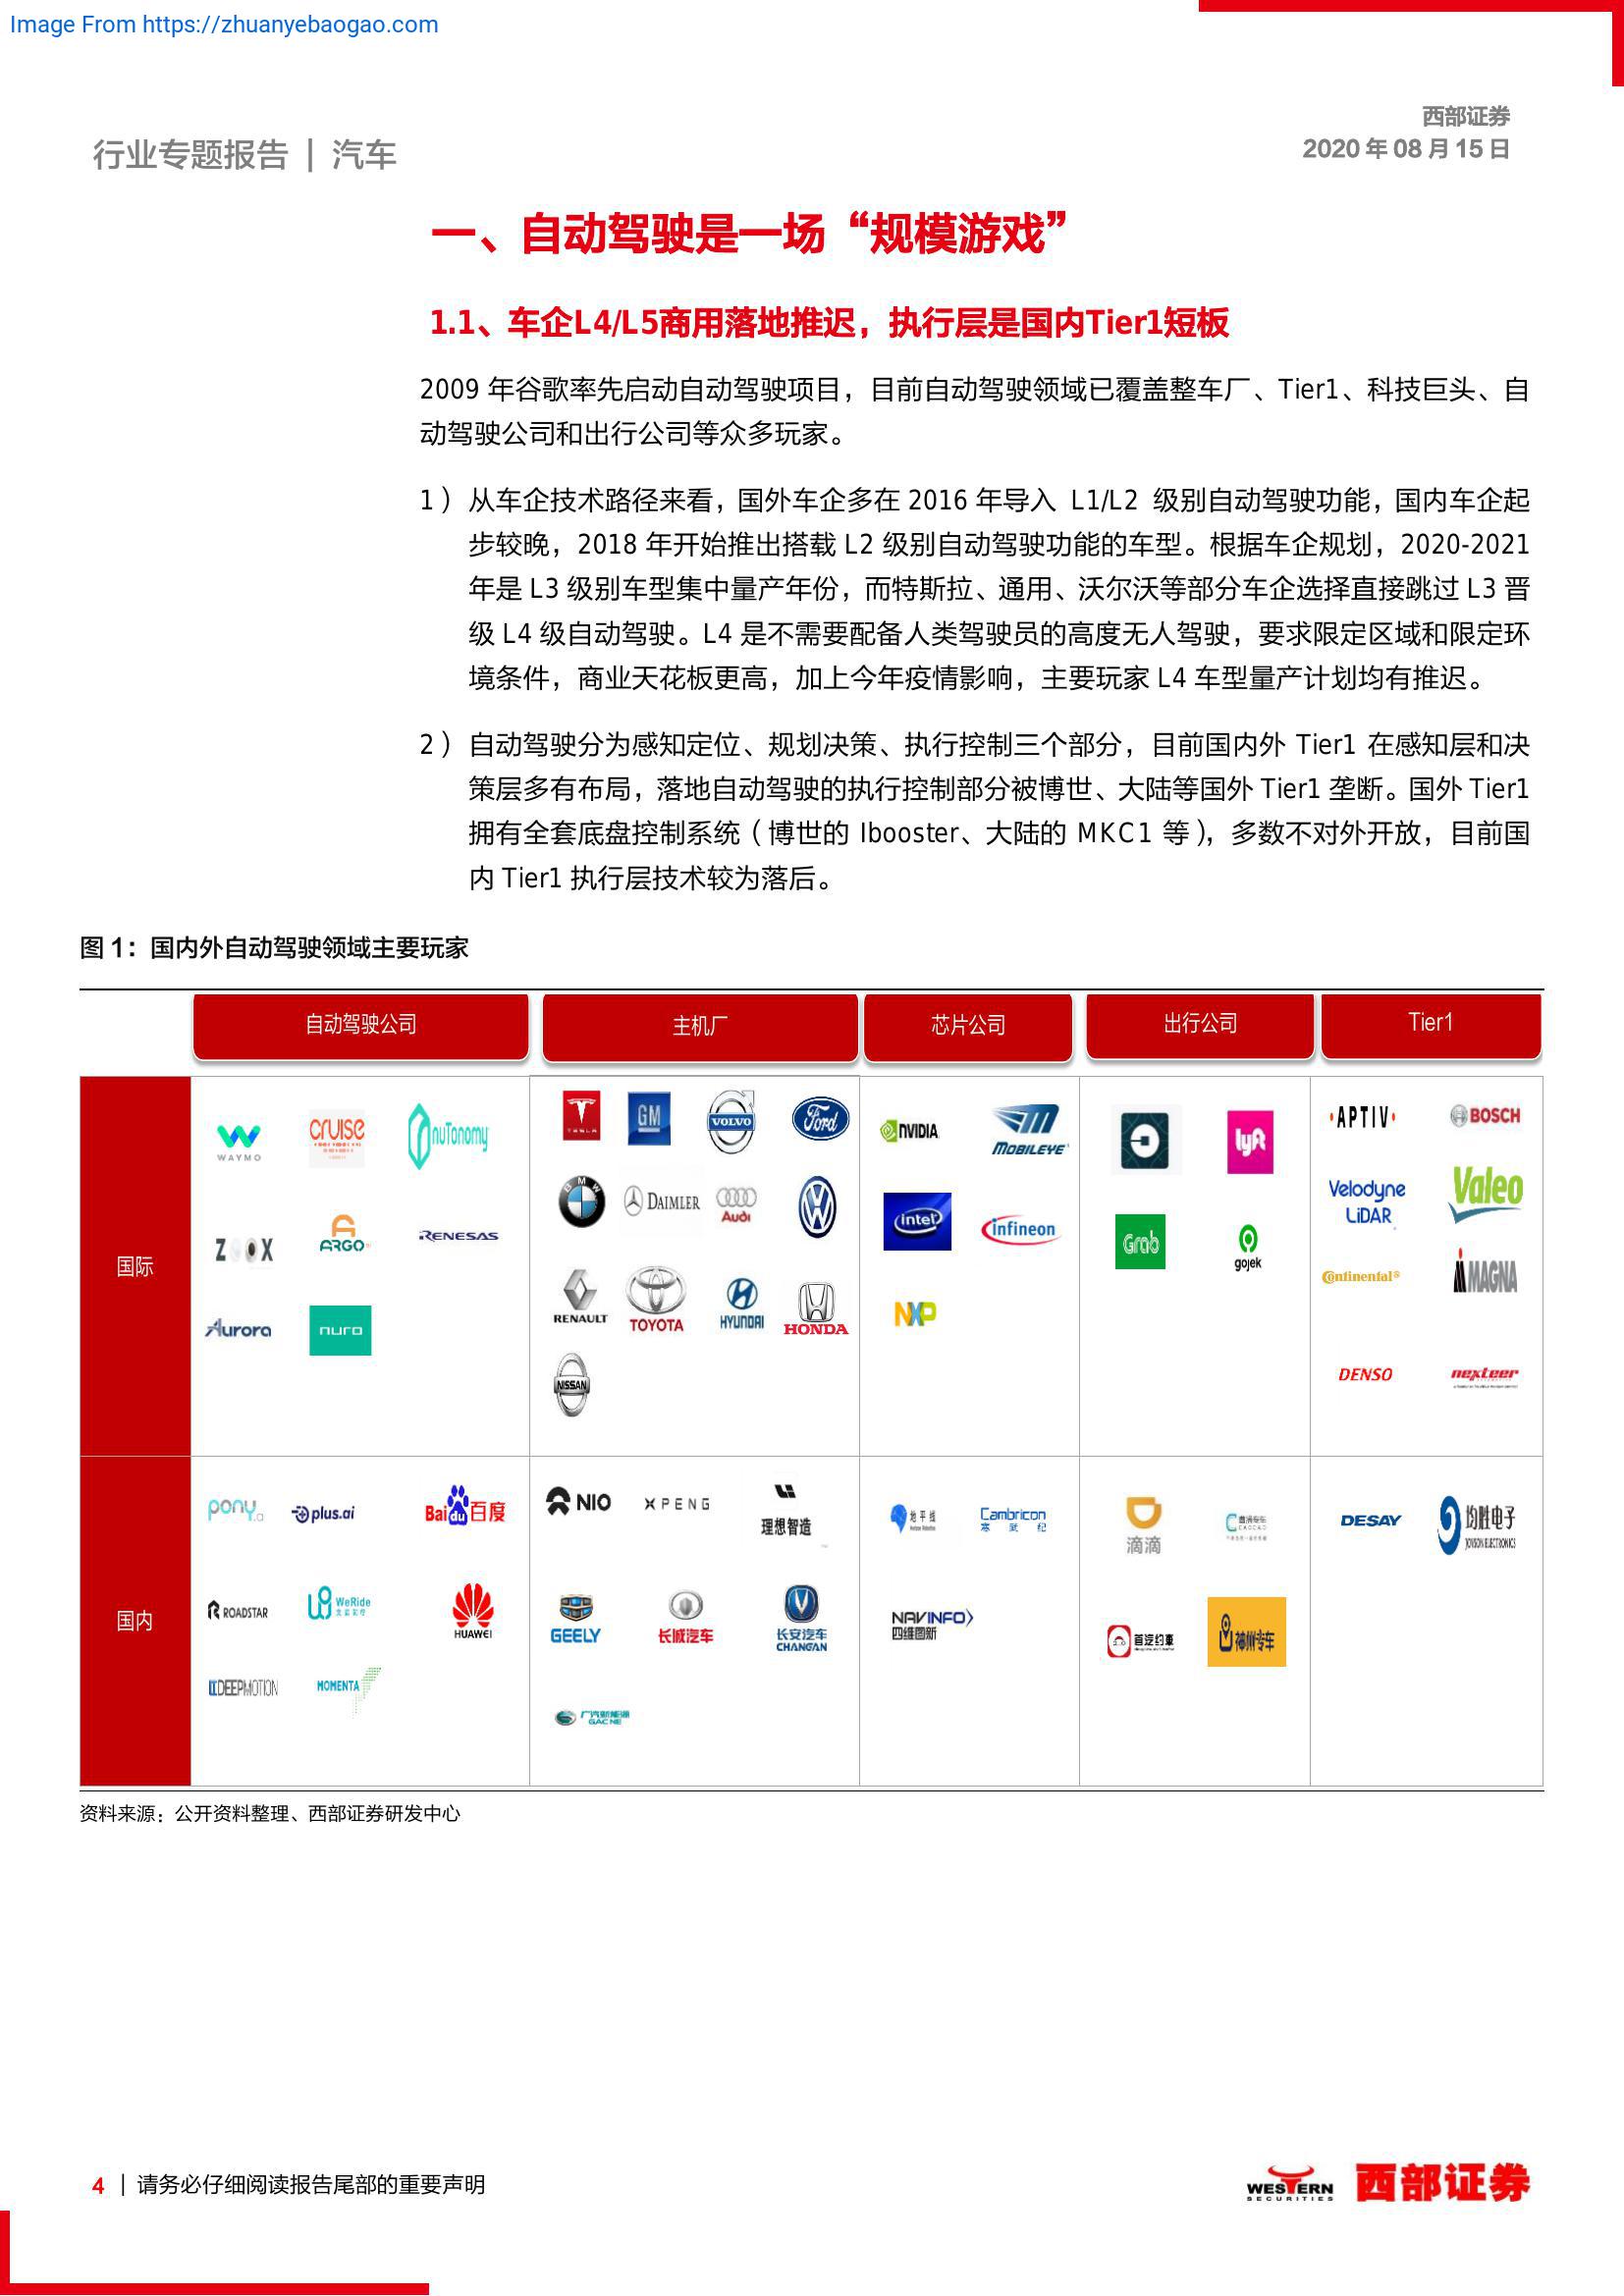 Image From https://zhuanyebaogao.com
西部证券
行业专题报告 | 汽车
2020 年 08 月 15 日
一、自动驾驶是一场“规模游戏”
1.1、车企L4/L5商用落地推迟，执行层是国内Tier1短板
2009 年谷歌率先启动自动驾驶项目，目前自动驾驶领域已覆盖整车厂、Tier1、科技巨头、自
动驾驶公司和出行公司等众多玩家。
1） 从车企技术路径来看，国外车企多在 2016 年导入 L1/L2 级别自动驾驶功能，国内车企起
步较晚，2018 年开始推出搭载 L2 级别自动驾驶功能的车型。根据车企规划，2020-2021
年是 L3 级别车型集中量产年份，而特斯拉、通用、沃尔沃等部分车企选择直接跳过 L3 晋
级 L4 级自动驾驶。L4 是不需要配备人类驾驶员的高度无人驾驶，要求限定区域和限定环
境条件，商业天花板更高，加上今年疫情影响，主要玩家 L4 车型量产计划均有推迟。
2） 自动驾驶分为感知定位、规划决策、执行控制三个部分，目前国内外 Tier1 在感知层和决
策层多有布局，落地自动驾驶的执行控制部分被博世、大陆等国外 Tier1 垄断。国外 Tier1
拥有全套底盘控制系统（博世的 Ibooster、大陆的 MKC1 等），多数不对外开放，目前国
内 Tier1 执行层技术较为落后。
图 1：国内外自动驾驶领域主要玩家
自动驾驶公司 主机厂 芯片公司 出行公司 Tier1
国际
WAYMO cruise nuTonomy
ZOOX ARGO RENESAS
Aurora nuro
TESLA GM VOLVO Ford
BMW DAIMLER Audi
RENAULT TOYOTA HYUNDAI HONDA
NISSAN
NVIDIA MOBILEYE
intel infineon
NXP
lyft
Grab gojek
APTIV BOSCH
Velodyne LiDAR Valeo
Continental MAGNA
DENSO nexteer
国内
pony.a plus.ai Baidu百度
ROADSTAR WeRide HUAWEI
DEEPMOTION MOMENTA
NIO XPENG 理想智造
GEELY 长城汽车 长安汽车 CHANGAN
广汽新能源 GAC NE
地平线 Cambricon 寒武纪
NAVINFO 四维图新
滴滴 曹操专车 CAOCAO
首汽约车 神州专车
DESAY 均胜电子 JOYSON ELECTRONICS
资料来源：公开资料整理、西部证券研发中心
4 | 请务必仔细阅读报告尾部的重要声明
WESTERN SECURITIES 西部证券